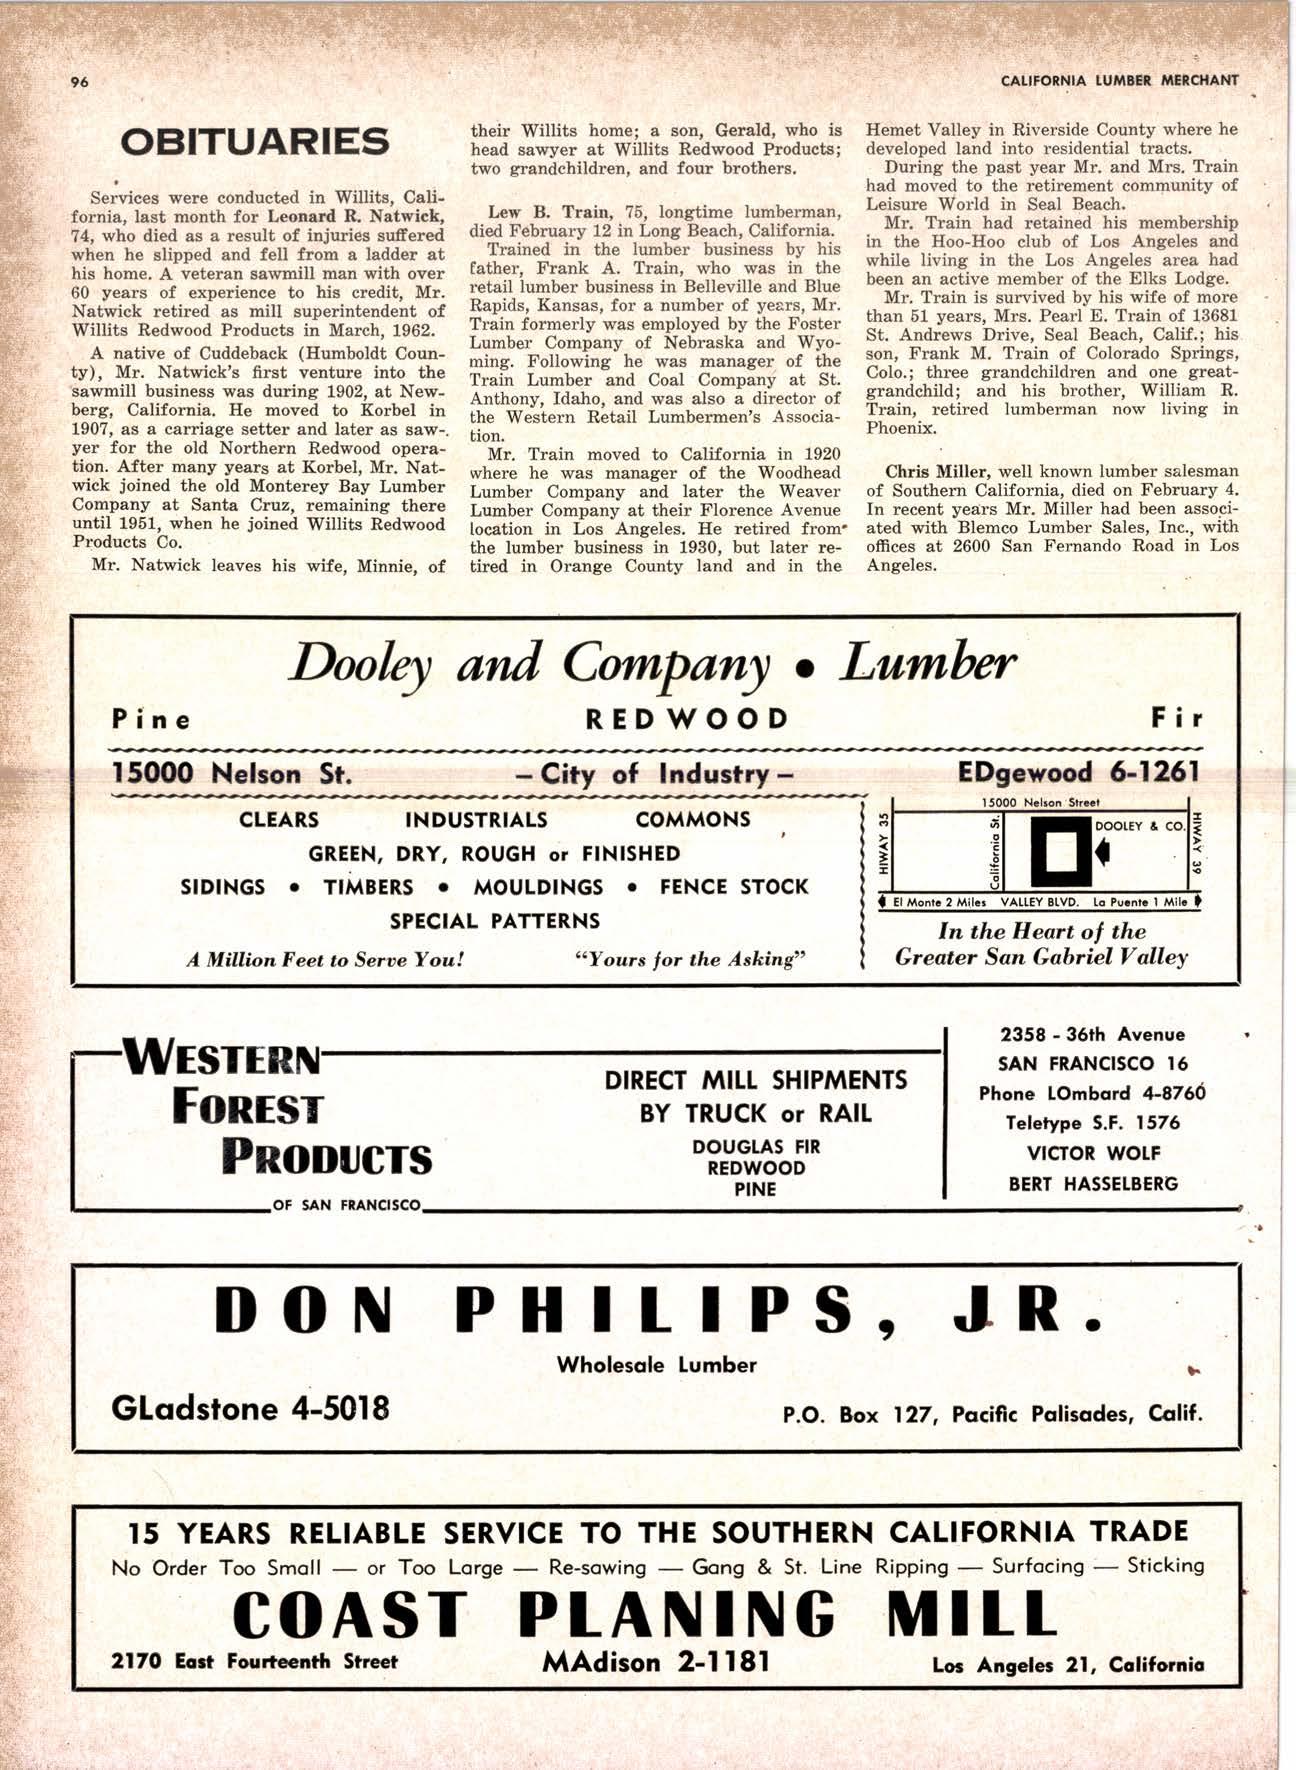 96
CALIFORNIA LUMBER MERCHANT
OBITUARIES
Services were conducted in Willits, Cali-
fornia, last month for Leonard R. Natwick,
74, who died as a result of injuries suffered
when he slipped and fell from a ladder at
his home. A veteran sawmill man with over
60 years of experience to his credit, Mr.
Natwick retired as mill superintendent of
Willits Redwood Products in March, 1962.
A native of Cuddeback (Humboldt Coun-
ty), Mr. Natwick's first venture into the
sawmill business was during 1902, at New-
berg, California. He moved to Korbel in
1907, as a carriage setter and later as saw-
yer for the old Northern Redwood opera-
tion. After many years at Korbel, Mr. Nat-
wick joined the old Monterey Bay Lumber
Company at Santa Cruz, remaining there
until 1951, when he joined Willits Redwood
Products Co.
Mr. Natwick leaves his wife, Minnie, of
their Willits home; a son, Gerald, who is
head sawyer at Willits Redwood Products;
two grandchildren, and four brothers.
Lew B. Train, 75, longtime lumberman,
died February 12 in Long Beach, California.
Trained in the lumber business by his
father, Frank A. Train, who was in the
retail lumber business in Belleville and Blue
Rapids, Kansas, for a number of years, Mr.
Train formerly was employed by the Foster
Lumber Company of Nebraska and Wyo-
ming. Following he was manager of the
Train Lumber and Coal Company at St.
Anthony, Idaho, and was also a director of
the Western Retail Lumbermen's Associa-
tion.
Mr. Train moved to California in 1920
where he was manager of the Woodhead
Lumber Company and later the Weaver
Lumber Company at their Florence Avenue
location in Los Angeles. He retired from
the lumber business in 1930, but later re-
tired in Orange County land and in the
Hemet Valley in Riverside County where he
developed land into residential tracts.
During the past year Mr. and Mrs. Train
had moved to the retirement community of
Leisure World in Seal Beach.
Mr. Train had retained his membership
in the Hoo-Hoo club of Los Angeles and
while living in the Los Angeles area had
been an active member of the Elks Lodge.
Mr. Train is survived by his wife of more
than 51 years, Mrs. Pearl E. Train of 13681
St. Andrews Drive, Seal Beach, Calif.; his
son, Frank M. Train of Colorado Springs,
Colo.; three grandchildren and one great-
grandchild; and his brother, William R.
Train, retired lumberman now living in
Phoenix.
Chris Miller, well known lumber salesman
of Southern California, died on February 4.
In recent years Mr. Miller had been associ-
ated with Blemco Lumber Sales, Inc., with
offices at 2600 San Fernando Road in Los
Angeles.
Dooley and Company • Lumber
Pine REDWOOD Fir
15000 Nelson St. – City of Industry – EDgewood 6-1261
CLEARS INDUSTRIALS COMMONS
GREEN, DRY, ROUGH or FINISHED
SIDINGS • TIMBERS • MOULDINGS • FENCE STOCK
SPECIAL PATTERNS
A Million Feet to Serve You! “Yours for the Asking”
15000 Nelson Street
HIWAY 35
California St.
DOOLEY & CO.
HIWAY 39
El Monte 2 Miles VALLEY BLVD. La Puente 1 Mile
In the Heart of the
Greater San Gabriel Valley
WESTERN
FOREST
PRODUCTS
OF SAN FRANCISCO
DIRECT MILL SHIPMENTS
BY TRUCK or RAIL
DOUGLAS FIR
REDWOOD
PINE
2358 - 36th Avenue
SAN FRANCISCO 16
Phone LOmbard 4-8760
Teletype S.F. 1576
VICTOR WOLF
BERT HASSELBERG
DON PHILIPS, JR.
Wholesale Lumber
GLadstone 4-5018
P.O. Box 127, Pacific Palisades, Calif.
15 YEARS RELIABLE SERVICE TO THE SOUTHERN CALIFORNIA TRADE
No Order Too Small — or Too Large — Re-sawing — Gang & St. Line Ripping — Surfacing — Sticking
COAST PLANING MILL
2170 East Fourteenth Street MAdison 2-1181 Los Angeles 21, California